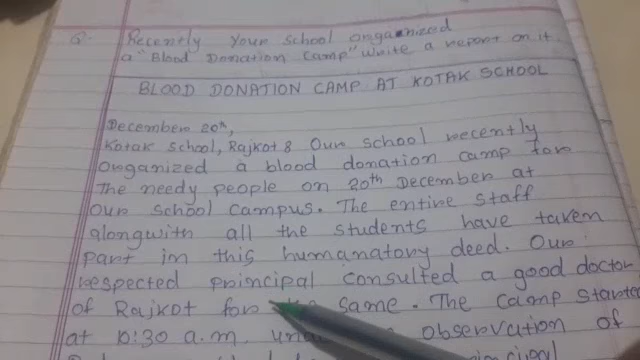 Q- Recently Your School organized
a "Blood Donation Camp" write a report on it
BLOOD DONATION CAMP AT KOTAK SCHOOL
December 20th,
Kotak School, Rajkot : Our school recently
organized a blood donation camp for
the needy people on 20th December at
our school campus. The entire staff
alongwith all the students have taken
part in this humanatory deed. Our
respected principal consulted a good doctor
of Rajkot for the same. The camp started
at 10:30 a.m. observation of